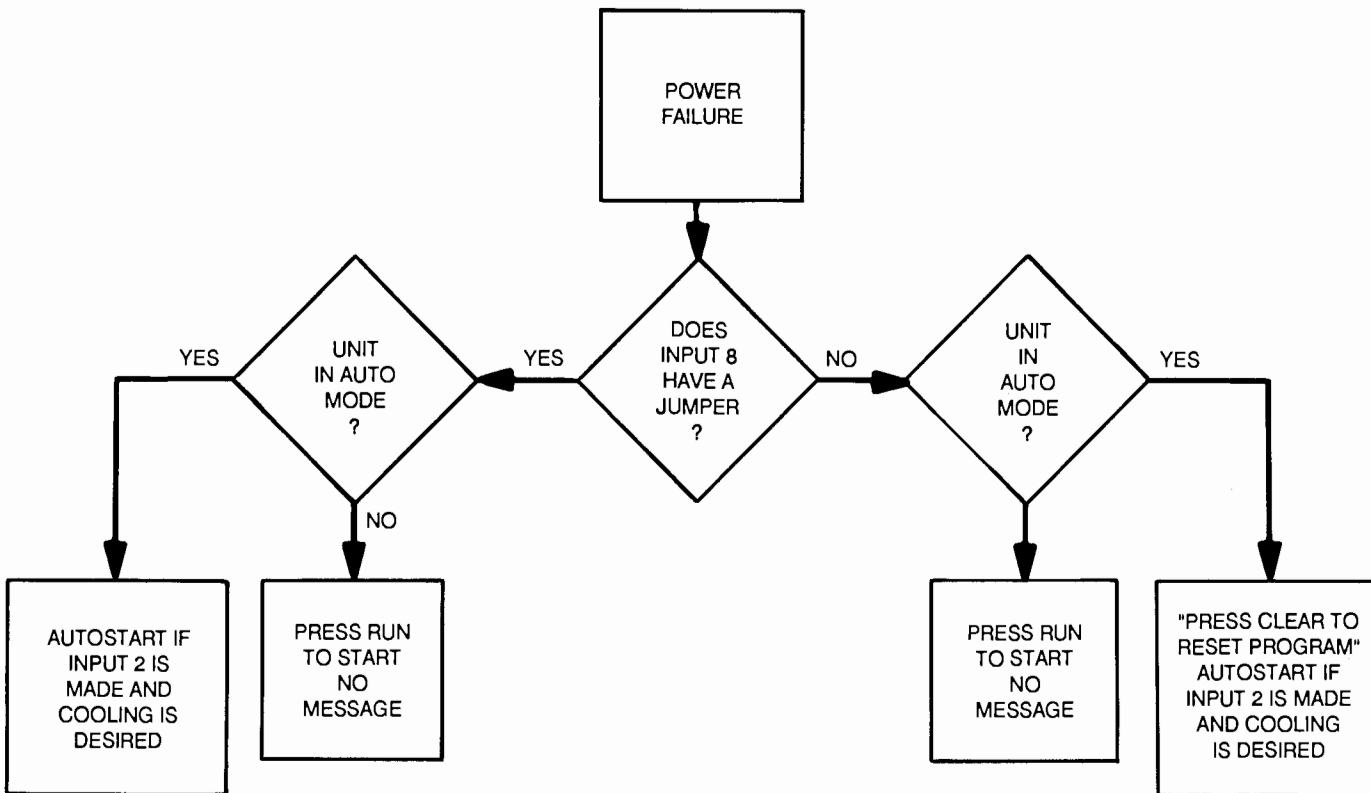 POWER
FAILURE
DOES
INPUT 8
HAVE A
JUMPER
?
YES
NO
UNIT
IN AUTO
MODE
?
YES
NO
UNIT
IN
AUTO
MODE
?
YES
AUTOSTART IF
INPUT 2 IS
MADE AND
COOLING IS
DESIRED
PRESS RUN
TO START
NO
MESSAGE
PRESS RUN
TO START
NO
MESSAGE
"PRESS CLEAR TO
RESET PROGRAM"
AUTOSTART IF
INPUT 2 IS MADE
AND COOLING
IS DESIRED